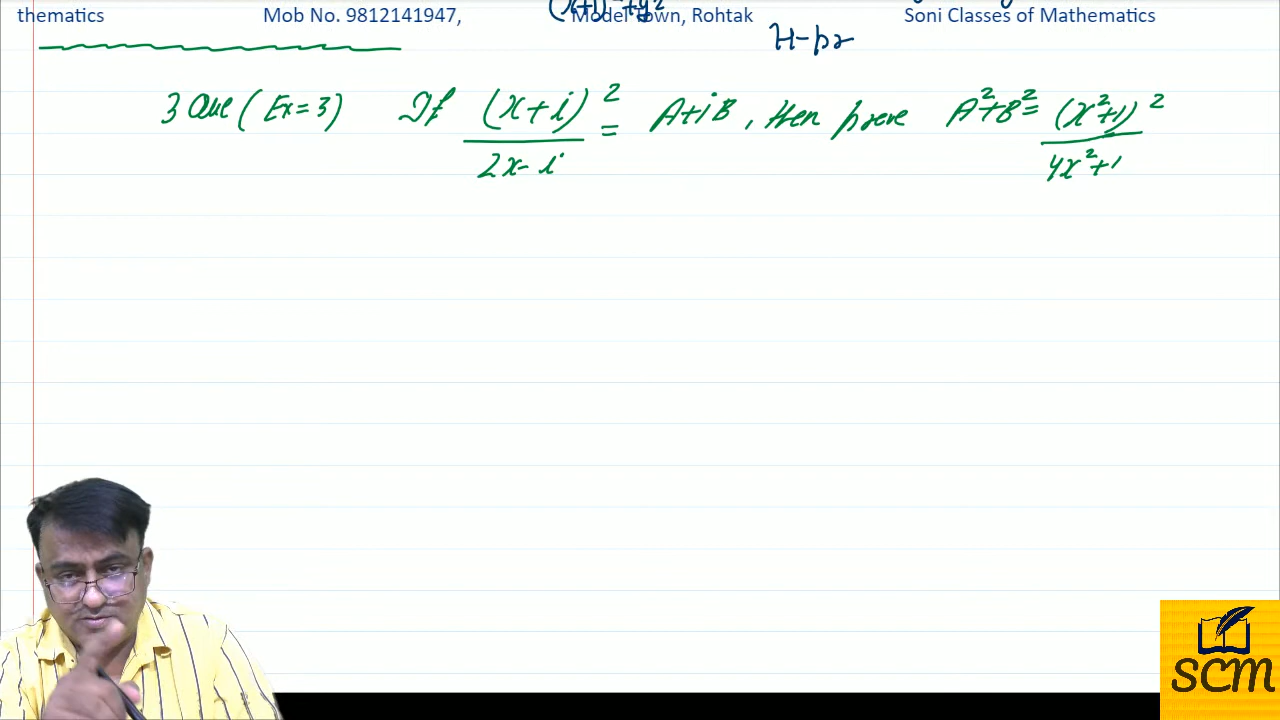 thematics Mob No. 9812141947, Model Town, Rohtak Soni Classes of Mathematics
H-pr
3 Que (Ex=3) If (x+i)²/2x-i = A+iB, then prove A²+B² = (x²+1)²/4x²+1
SCM